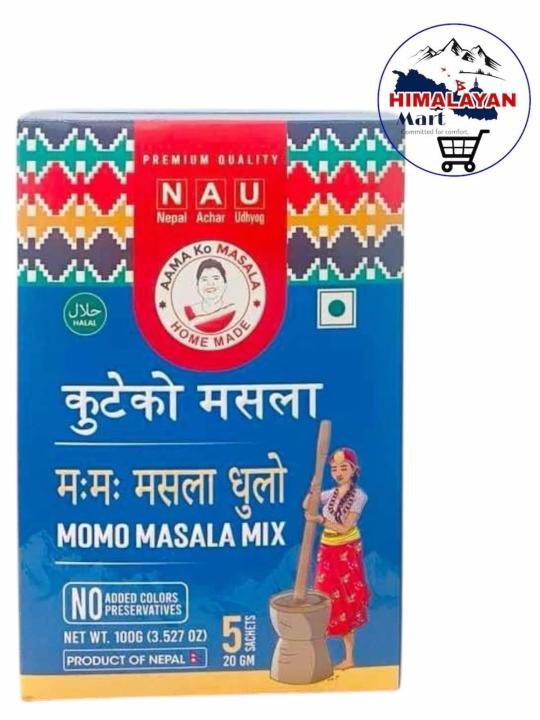 HIMALAYAN
Mart
Committed for comfort.
PREMIUM QUALITY
NAU
Nepal Achar Udhyog
AAMA Ko MASALA
HOME MADE
حلال
HALAL
कुटेको मसला
मःमः मसला धुलो
MOMO MASALA MIX
NO ADDED COLORS
PRESERVATIVES
NET WT. 100G (3.527 OZ)
5 SACHETS
20 GM
PRODUCT OF NEPAL